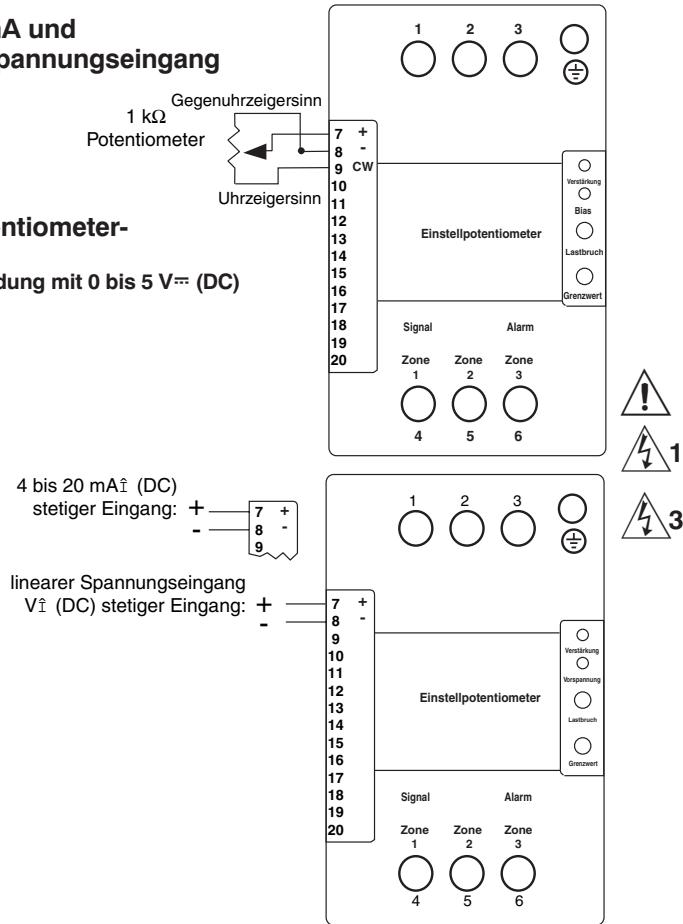 nA und
pannungseingang
1 2 3
Gegenuhrzeigersinn
1 kΩ
Potentiometer
Uhrzeigersinn
7 +
8 -
9 CW
10
11
12
13
14
15
16
17
18
19
20
Verstärkung
Bias
Lastbruch
Grenzwert
Einstellpotentiometer
entiometer-
dung mit 0 bis 5 V⎓ (DC)
Signal Alarm
Zone Zone Zone
1 2 3
4 5 6
1
3
4 bis 20 mAî (DC)
stetiger Eingang: +
-
7 +
8 -
9
linearer Spannungseingang
Vî (DC) stetiger Eingang: +
-
1 2 3
7 +
8 -
9
10
11
12
13
14
15
16
17
18
19
20
Verstärkung
Vorspannung
Lastbruch
Grenzwert
Einstellpotentiometer
Signal Alarm
Zone Zone Zone
1 2 3
4 5 6